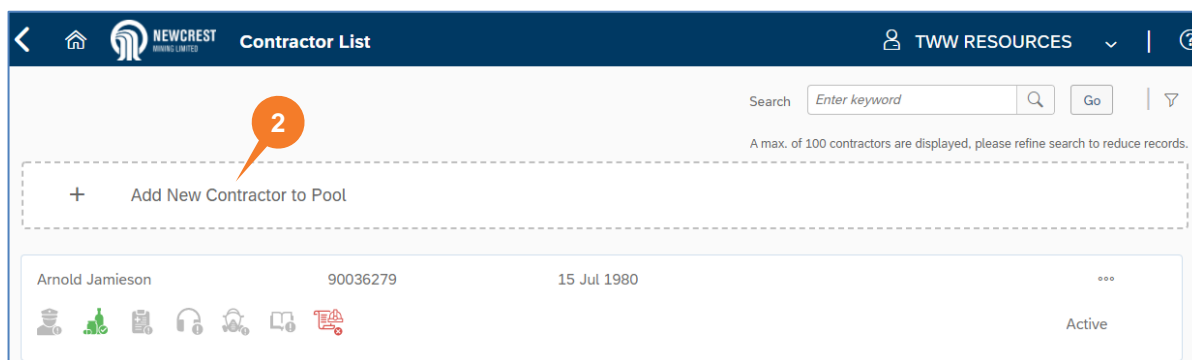 NEWCREST
MINING LIMITED
Contractor List
TWW RESOURCES
Search
Enter keyword
Go
2
A max. of 100 contractors are displayed, please refine search to reduce records.
+ Add New Contractor to Pool
Arnold Jamieson 90036279 15 Jul 1980
Active